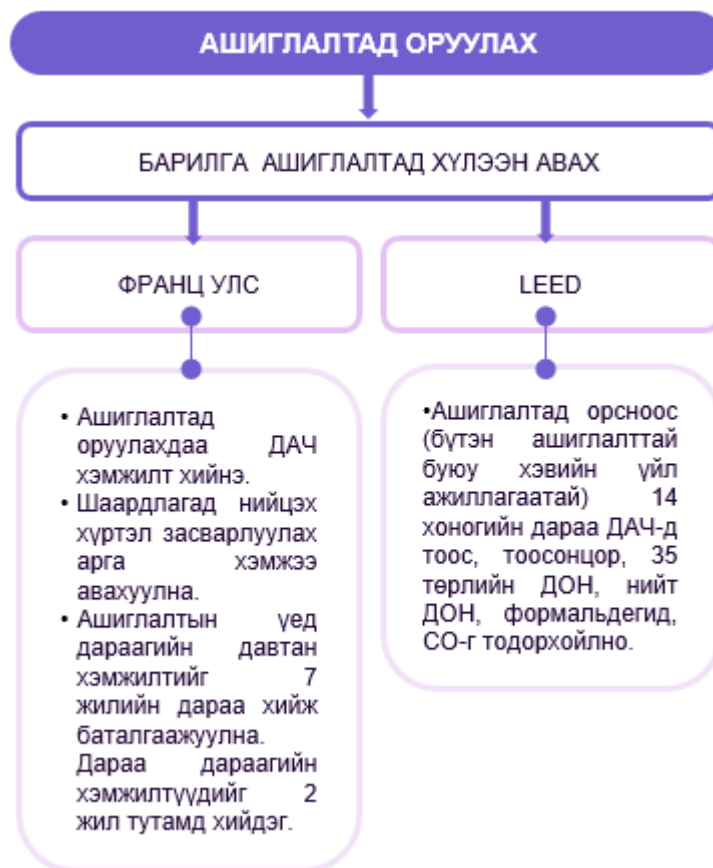 АШИГЛАЛТАД ОРУУЛАХ
БАРИЛГА АШИГЛАЛТАД ХҮЛЭЭН АВАХ
ФРАНЦ УЛС
• Ашиглалтад
оруулахдаа ДАЧ
хэмжилт хийнэ.
• Шаардлагад нийцэх
хүртэл засварлуулах
арга хэмжээ
авахуулна.
• Ашиглалтын үед
дараагийн давтан
хэмжилтийг 7
жилийн дараа хийж
баталгаажуулна.
Дараа дараагийн
хэмжилтүүдийг 2
жил тутамд хийдэг.
LEED
•Ашиглалтад орсноос
(бүтэн ашиглалттай
буюу хэвийн үйл
ажиллагаатай) 14
хоногийн дараа ДАЧ-д
тоос, тоосонцор, 35
төрлийн ДОН, нийт
ДОН, формальдегид,
СО-г тодорхойлно.